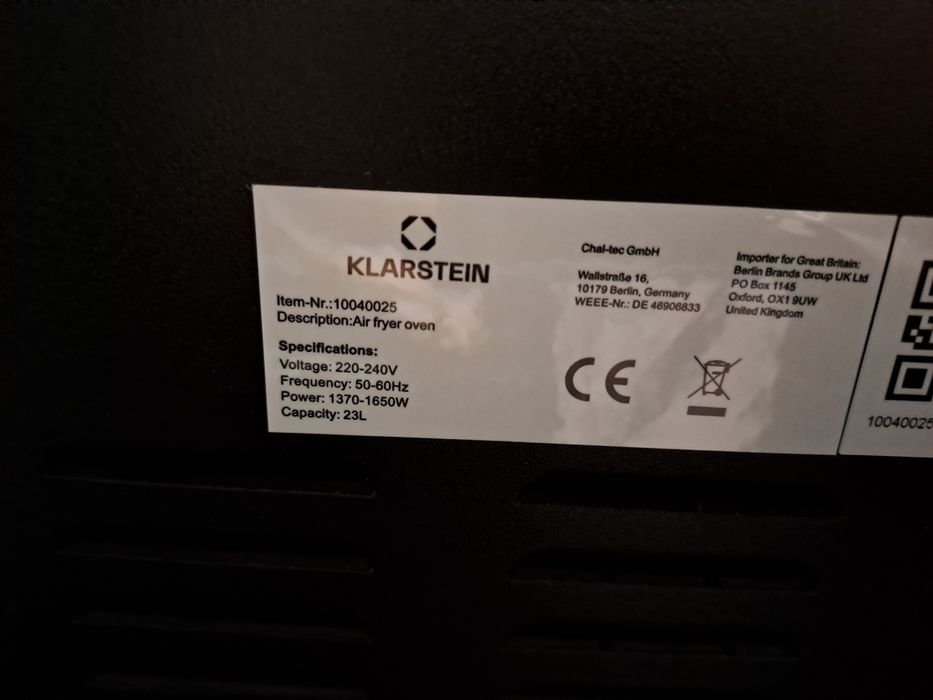 KLARSTEIN
Item-Nr.:10040025
Description:Air fryer oven
Specifications:
Voltage: 220-240V
Frequency: 50-60Hz
Power: 1370-1650W
Capacity: 23L
Chal-tec GmbH
Wallstraße 16,
10179 Berlin, Germany
WEEE-Nr.: DE 46906833
Importer for Great Britain:
Berlin Brands Group UK Ltd
PO Box 1145
Oxford, OX1 9UW
United Kingdom
CE
10040025